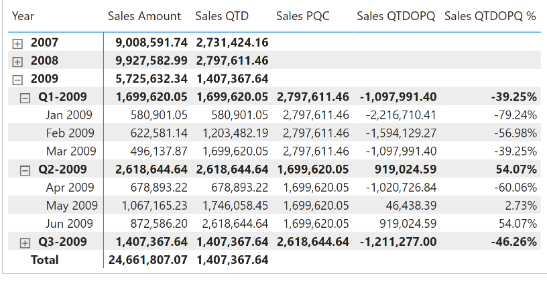 Year Sales Amount Sales QTD Sales PQC Sales QTDOPQ Sales QTDOPQ %
2007 9,008,591.74 2,731,424.16
2008 9,927,582.99 2,797,611.46
2009 5,725,632.34 1,407,367.64
Q1-2009 1,699,620.05 1,699,620.05 2,797,611.46 -1,097,991.40 -39.25%
Jan 2009 580,901.05 580,901.05 2,797,611.46 -2,216,710.41 -79.24%
Feb 2009 622,581.14 1,203,482.19 2,797,611.46 -1,594,129.27 -56.98%
Mar 2009 496,137.87 1,699,620.05 2,797,611.46 -1,097,991.40 -39.25%
Q2-2009 2,618,644.64 2,618,644.64 1,699,620.05 919,024.59 54.07%
Apr 2009 678,893.22 678,893.22 1,699,620.05 -1,020,726.84 -60.06%
May 2009 1,067,165.23 1,746,058.45 1,699,620.05 46,438.39 2.73%
Jun 2009 872,586.20 2,618,644.64 1,699,620.05 919,024.59 54.07%
Q3-2009 1,407,367.64 1,407,367.64 2,618,644.64 -1,211,277.00 -46.26%
Total 24,661,807.07 1,407,367.64